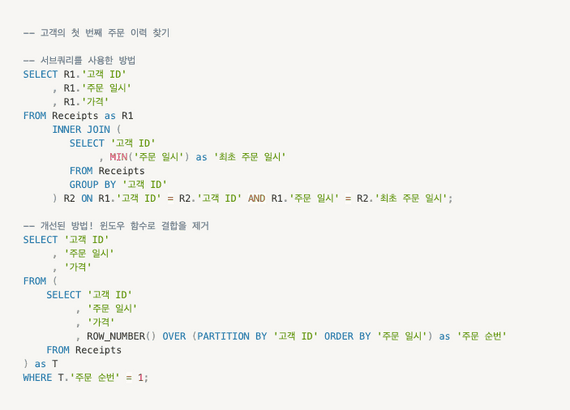 -- 고객의 첫 번째 주문 이력 찾기
-- 서브쿼리를 사용한 방법
SELECT R1.'고객 ID'
, R1.'주문 일시'
, R1.'가격'
FROM Receipts as R1
INNER JOIN (
SELECT '고객 ID'
, MIN('주문 일시') as '최초 주문 일시'
FROM Receipts
GROUP BY '고객 ID'
) R2 ON R1.'고객 ID' = R2.'고객 ID' AND R1.'주문 일시' = R2.'최초 주문 일시';
-- 개선된 방법! 윈도우 함수로 결합을 제거
SELECT '고객 ID'
, '주문 일시'
, '가격'
FROM (
SELECT '고객 ID'
, '주문 일시'
, '가격'
, ROW_NUMBER() OVER (PARTITION BY '고객 ID' ORDER BY '주문 일시') as '주문 순번'
FROM Receipts
) as T
WHERE T.'주문 순번' = 1;